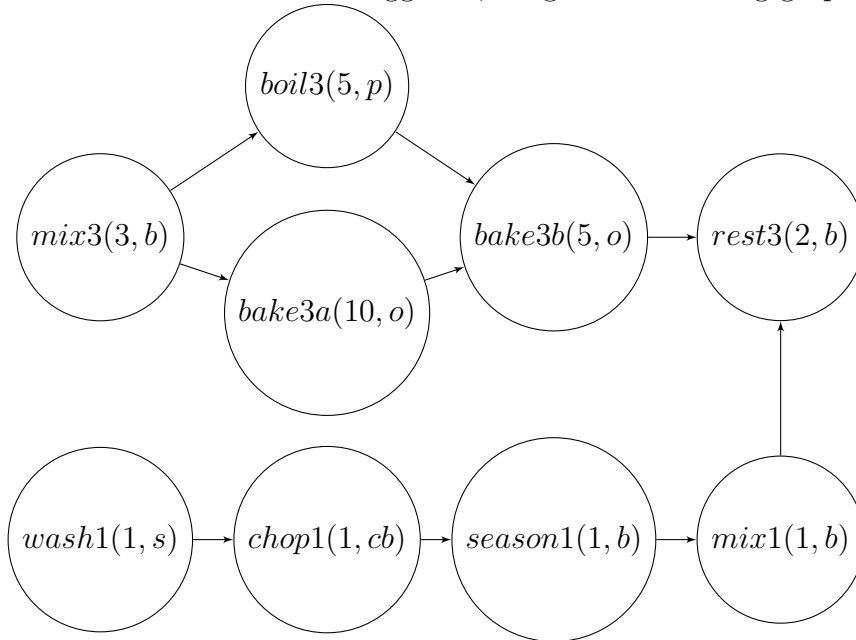 boil3(5, p)
mix3(3, b)
bake3b(5, o)
rest3(2, b)
bake3a(10, o)
wash1(1, s)
chop1(1, cb)
season1(1, b)
mix1(1, b)